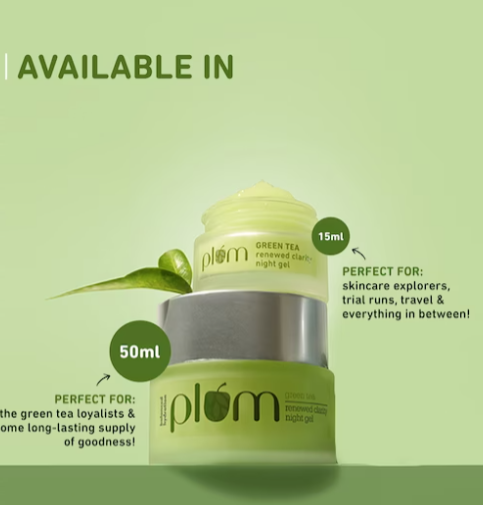 AVAILABLE IN
plum
GREEN TEA
renewed clarity
night gel
15ml
PERFECT FOR:
skincare explorers,
trial runs, travel &
everything in between!
50ml
PERFECT FOR:
the green tea loyalists &
ome long-lasting supply
of goodness!
plum
green tea
renewed clarity
night gel